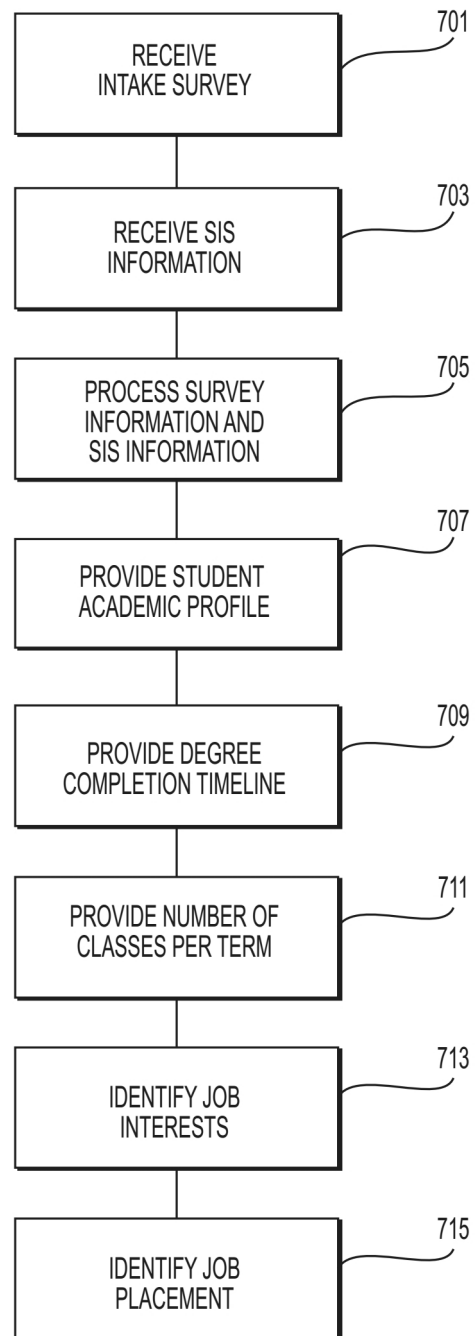 701
RECEIVE
INTAKE SURVEY
703
RECEIVE SIS
INFORMATION
705
PROCESS SURVEY
INFORMATION AND
SIS INFORMATION
707
PROVIDE STUDENT
ACADEMIC PROFILE
709
PROVIDE DEGREE
COMPLETION TIMELINE
711
PROVIDE NUMBER OF
CLASSES PER TERM
713
IDENTIFY JOB
INTERESTS
715
IDENTIFY JOB
PLACEMENT